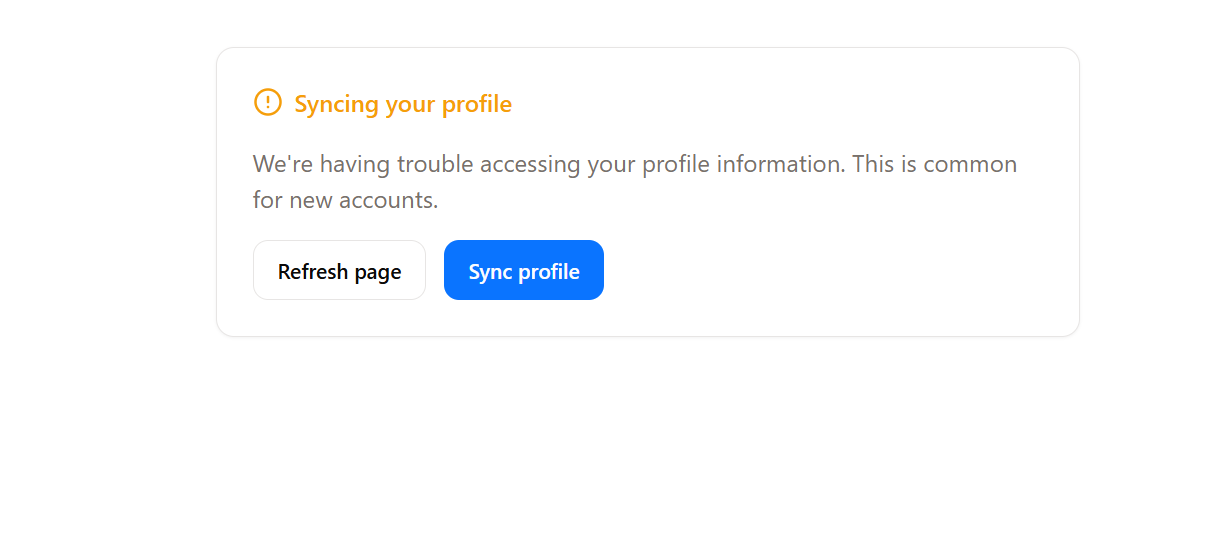 Syncing your profile
We're having trouble accessing your profile information. This is common
for new accounts.
Refresh page
Sync profile